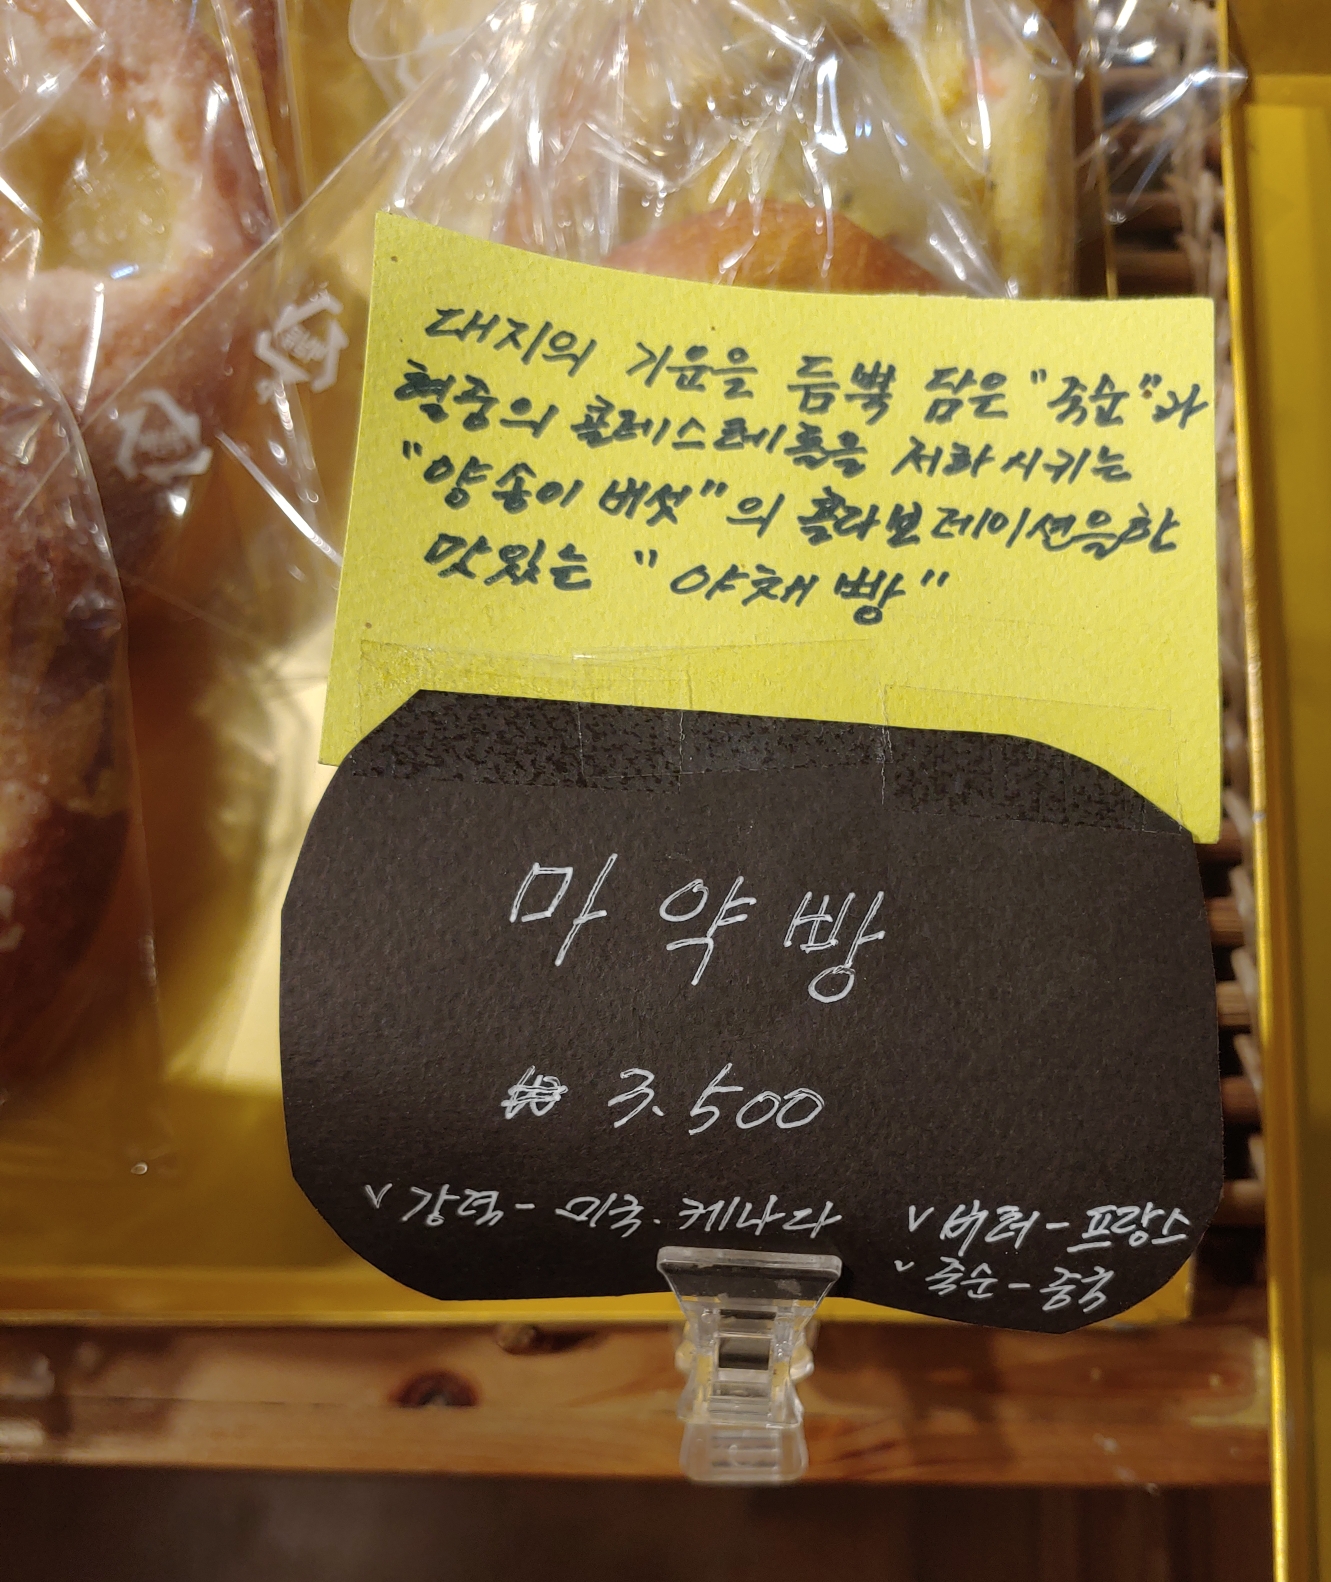 대지의 기운을 듬뿍 담은 "죽순"과
혈중의 콜레스테롤을 저하시키는
"양송이 버섯"의 콜라보레이션을한
맛있는 "야채빵"
마약빵
₩ 3.500
v 강력 - 미국. 케나다
v 버터 - 프랑스
v 죽순 - 중국